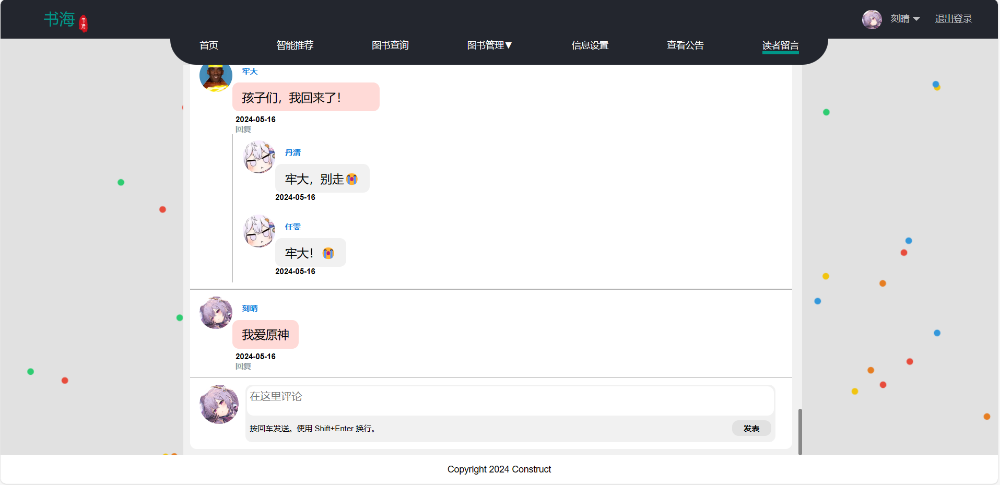 书海
书海
刻晴
退出登录
首页
智能推荐
图书查询
图书管理▼
信息设置
查看公告
读者留言
牢大
孩子们，我回来了！
2024-05-16
回复
丹清
牢大，别走😭
2024-05-16
任雯
牢大！😭
2024-05-16
刻晴
我爱原神
2024-05-16
回复
在这里评论
按回车发送。使用 Shift+Enter 换行。
发表
Copyright 2024 Construct